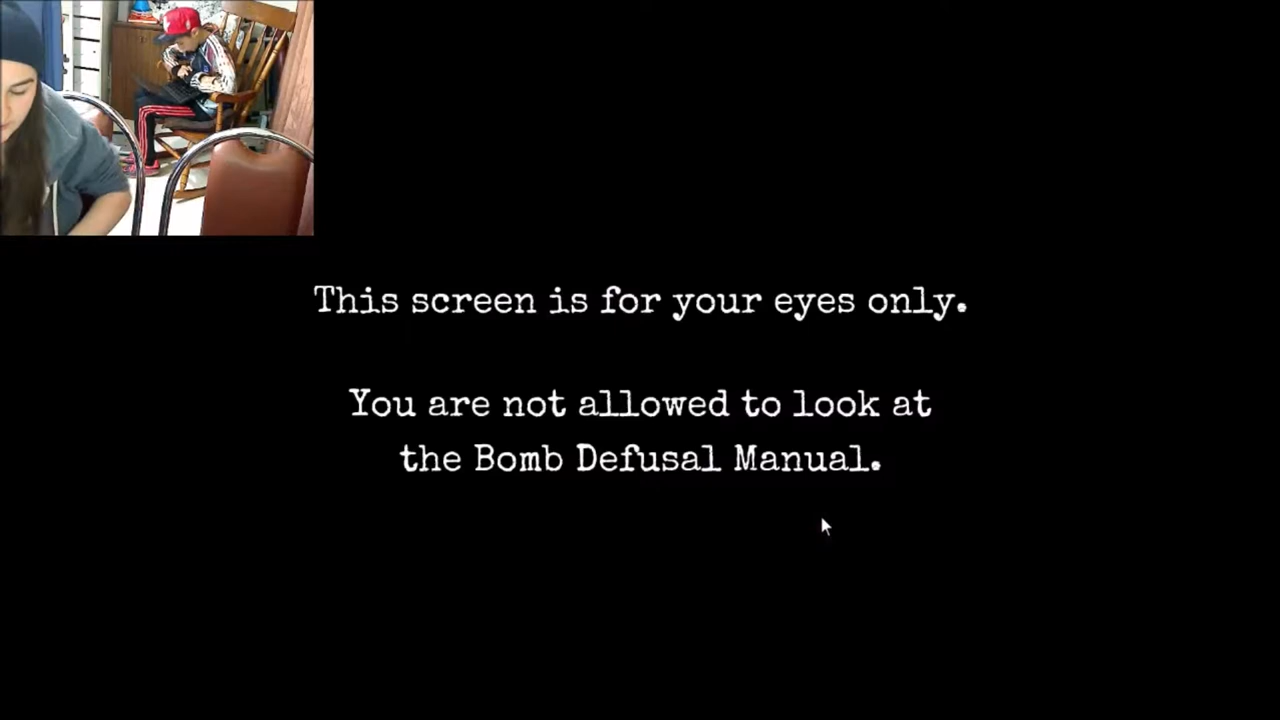 This screen is for your eyes only.
You are not allowed to look at
the Bomb Defusal Manual.